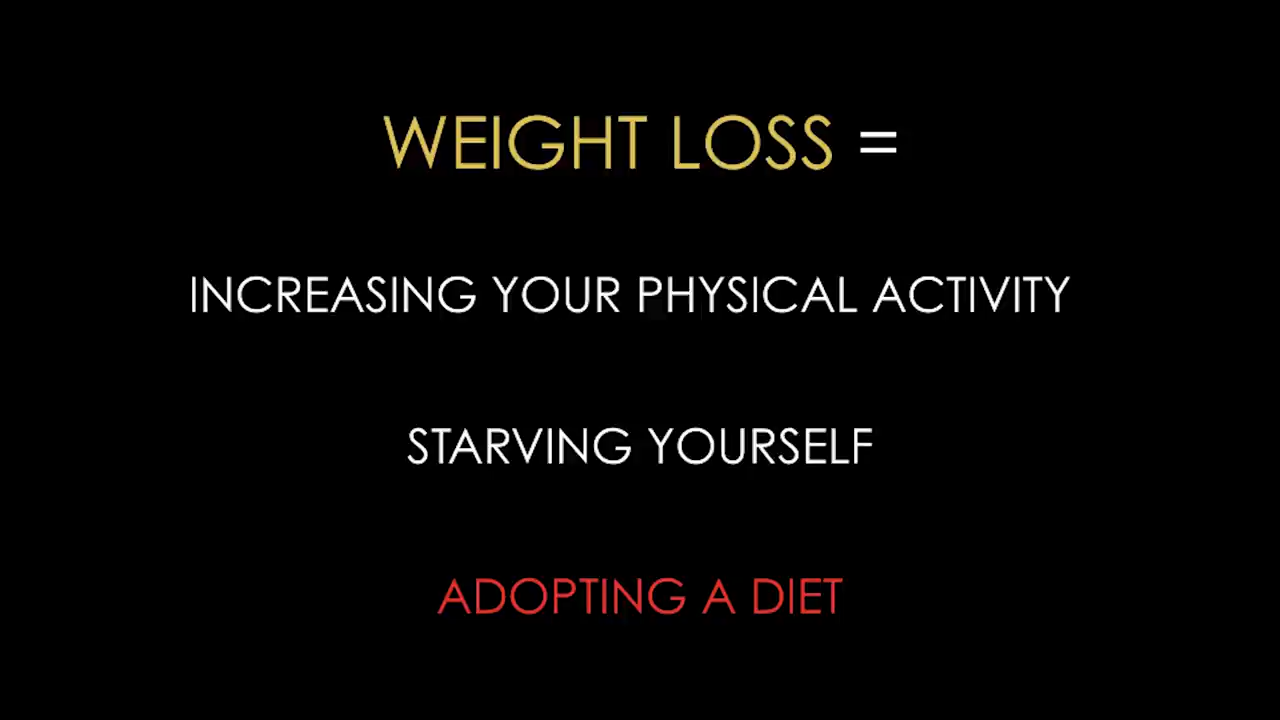 WEIGHT LOSS =
INCREASING YOUR PHYSICAL ACTIVITY
STARVING YOURSELF
ADOPTING A DIET